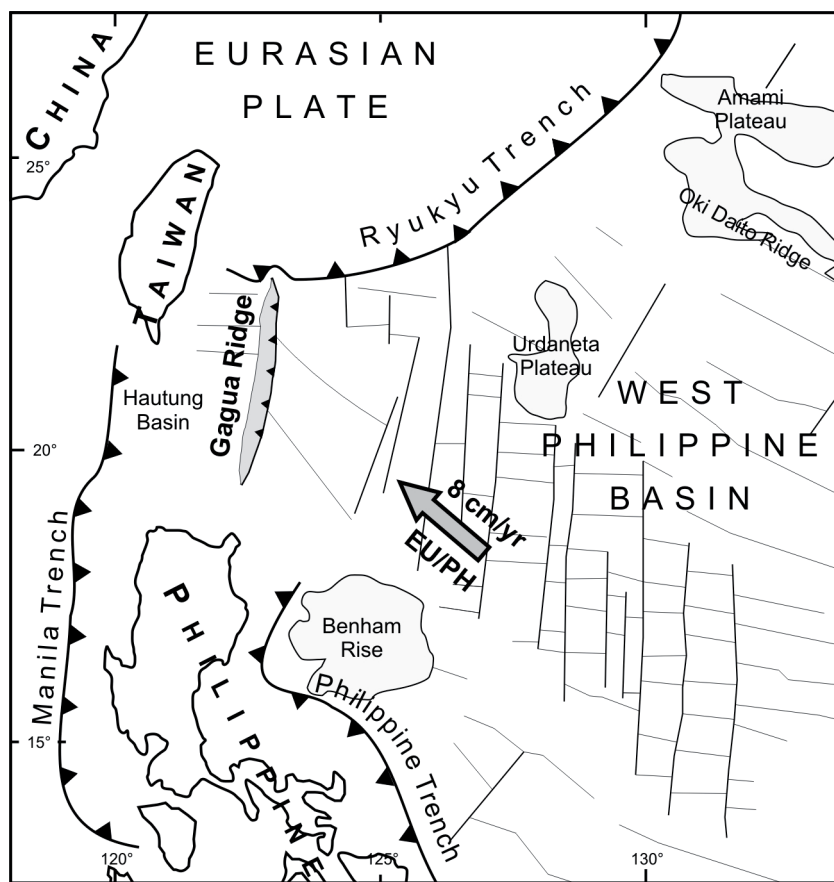 CHINA
EURASIAN
PLATE
Amami
Plateau
25°
Ryukyu Trench
TAIWAN
Oki Daito Ridge
Gagua Ridge
Urdaneta
Plateau
Hautung
Basin
WEST
PHILIPPINE
BASIN
20°
8 cm/yr
EU/PH
Manila Trench
PHILIPPINE
Benham
Rise
Philippine Trench
15°
120°
125°
130°